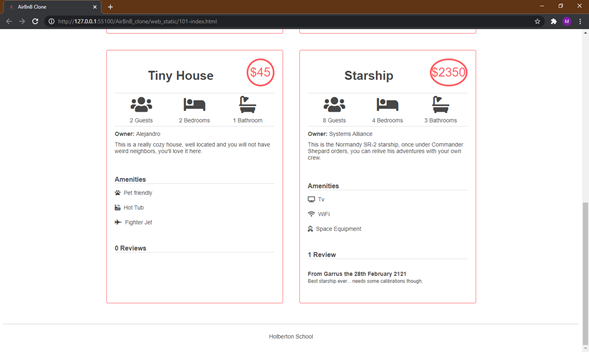 AirBnB Clone
http://127.0.0.1:55100/AirBnB_clone/web_static/101-index.html
Tiny House
$45
2 Guests
2 Bedrooms
1 Bathroom
Owner: Alejandro
This is a really cozy house, well located and you will not have
weird neighbors, you'll love it here.
Amenities
Pet friendly
Hot Tub
Fighter Jet
0 Reviews
Starship
$2350
8 Guests
4 Bedrooms
3 Bathrooms
Owner: Systems Alliance
This is the Normandy SR-2 starship, once under Commander
Shepard orders, you can relive his adventures with your own
crew.
Amenities
Tv
WiFi
Space Equipment
1 Review
From Garrus the 28th February 2121
Best starship ever... needs some calibrations though.
Holberton School